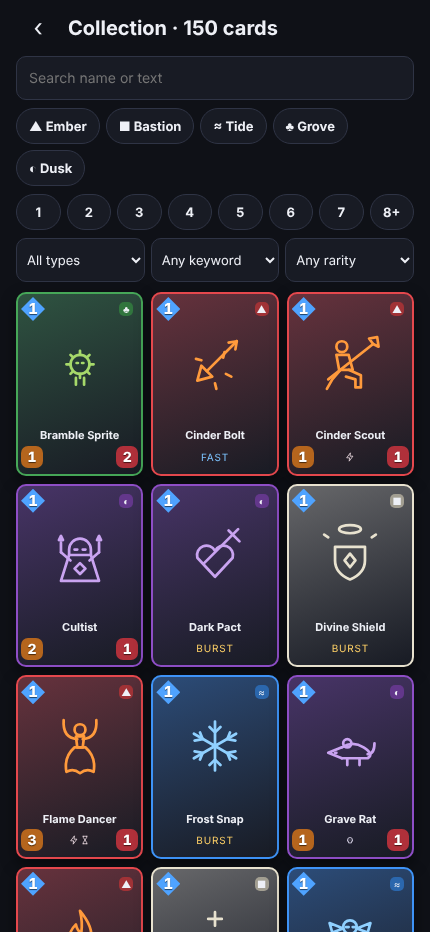 Collection · 150 cards
Search name or text
▲ Ember ■ Bastion ≈ Tide ♣ Grove
◖ Dusk
1 2 3 4 5 6 7 8+
All types Any keyword Any rarity
1 1 1
Bramble Sprite Cinder Bolt Cinder Scout
1 2 FAST 1 1
1 1 1
Cultist Dark Pact Divine Shield
2 1 BURST BURST
1 1 1
Flame Dancer Frost Snap Grave Rat
3 1 BURST 1 1
1 1 1